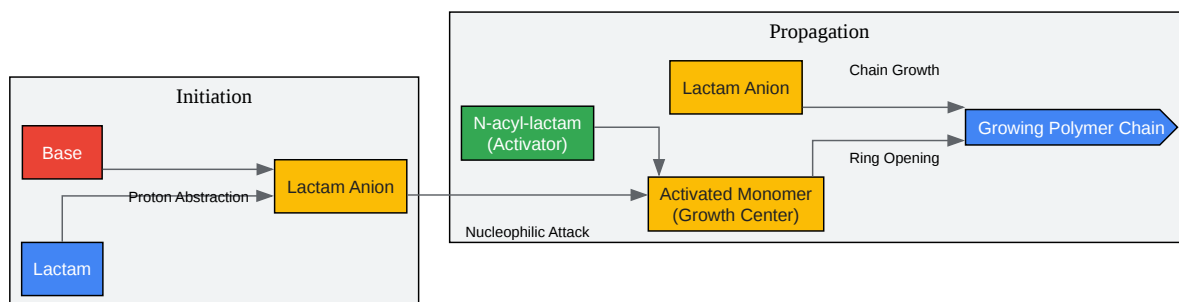 Initiation
Base
Proton Abstraction
Lactam
Lactam Anion
Propagation
Lactam Anion
Chain Growth
N-acyl-lactam
(Activator)
Growing Polymer Chain
Ring Opening
Activated Monomer
(Growth Center)
Nucleophilic Attack